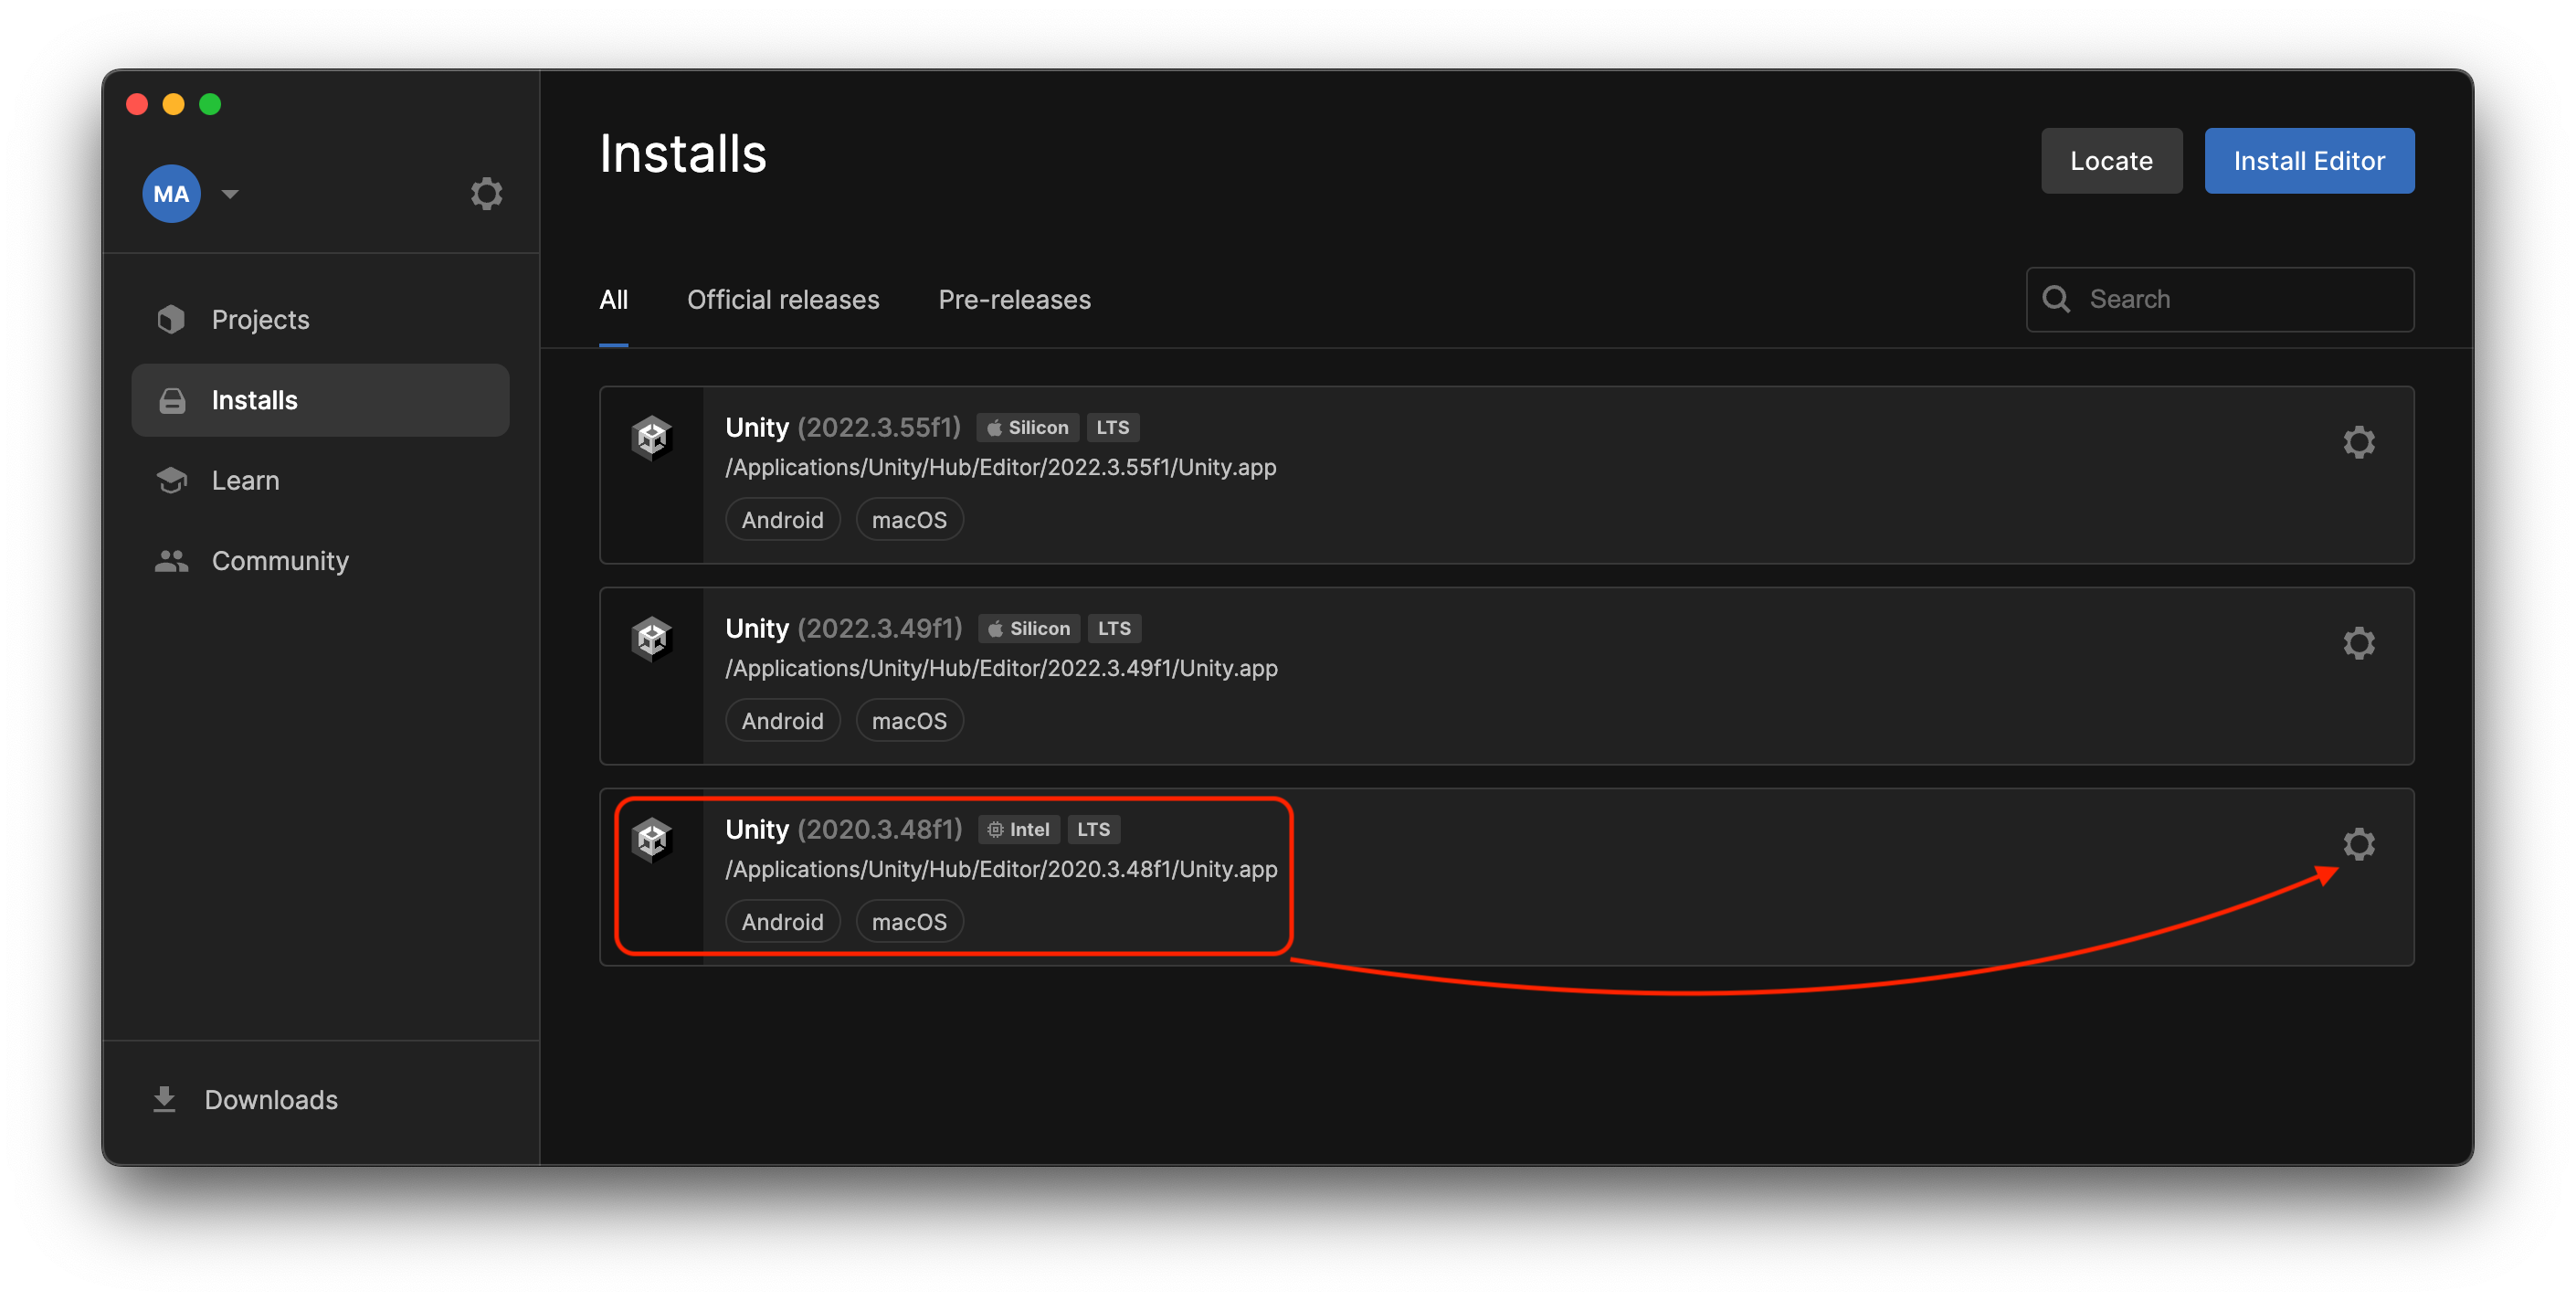 MA
Projects
Installs
Learn
Community
Downloads
Installs
Locate
Install Editor
All
Official releases
Pre-releases
Search
Unity (2022.3.55f1) Silicon LTS
/Applications/Unity/Hub/Editor/2022.3.55f1/Unity.app
Android macOS
Unity (2022.3.49f1) Silicon LTS
/Applications/Unity/Hub/Editor/2022.3.49f1/Unity.app
Android macOS
Unity (2020.3.48f1) Intel LTS
/Applications/Unity/Hub/Editor/2020.3.48f1/Unity.app
Android macOS